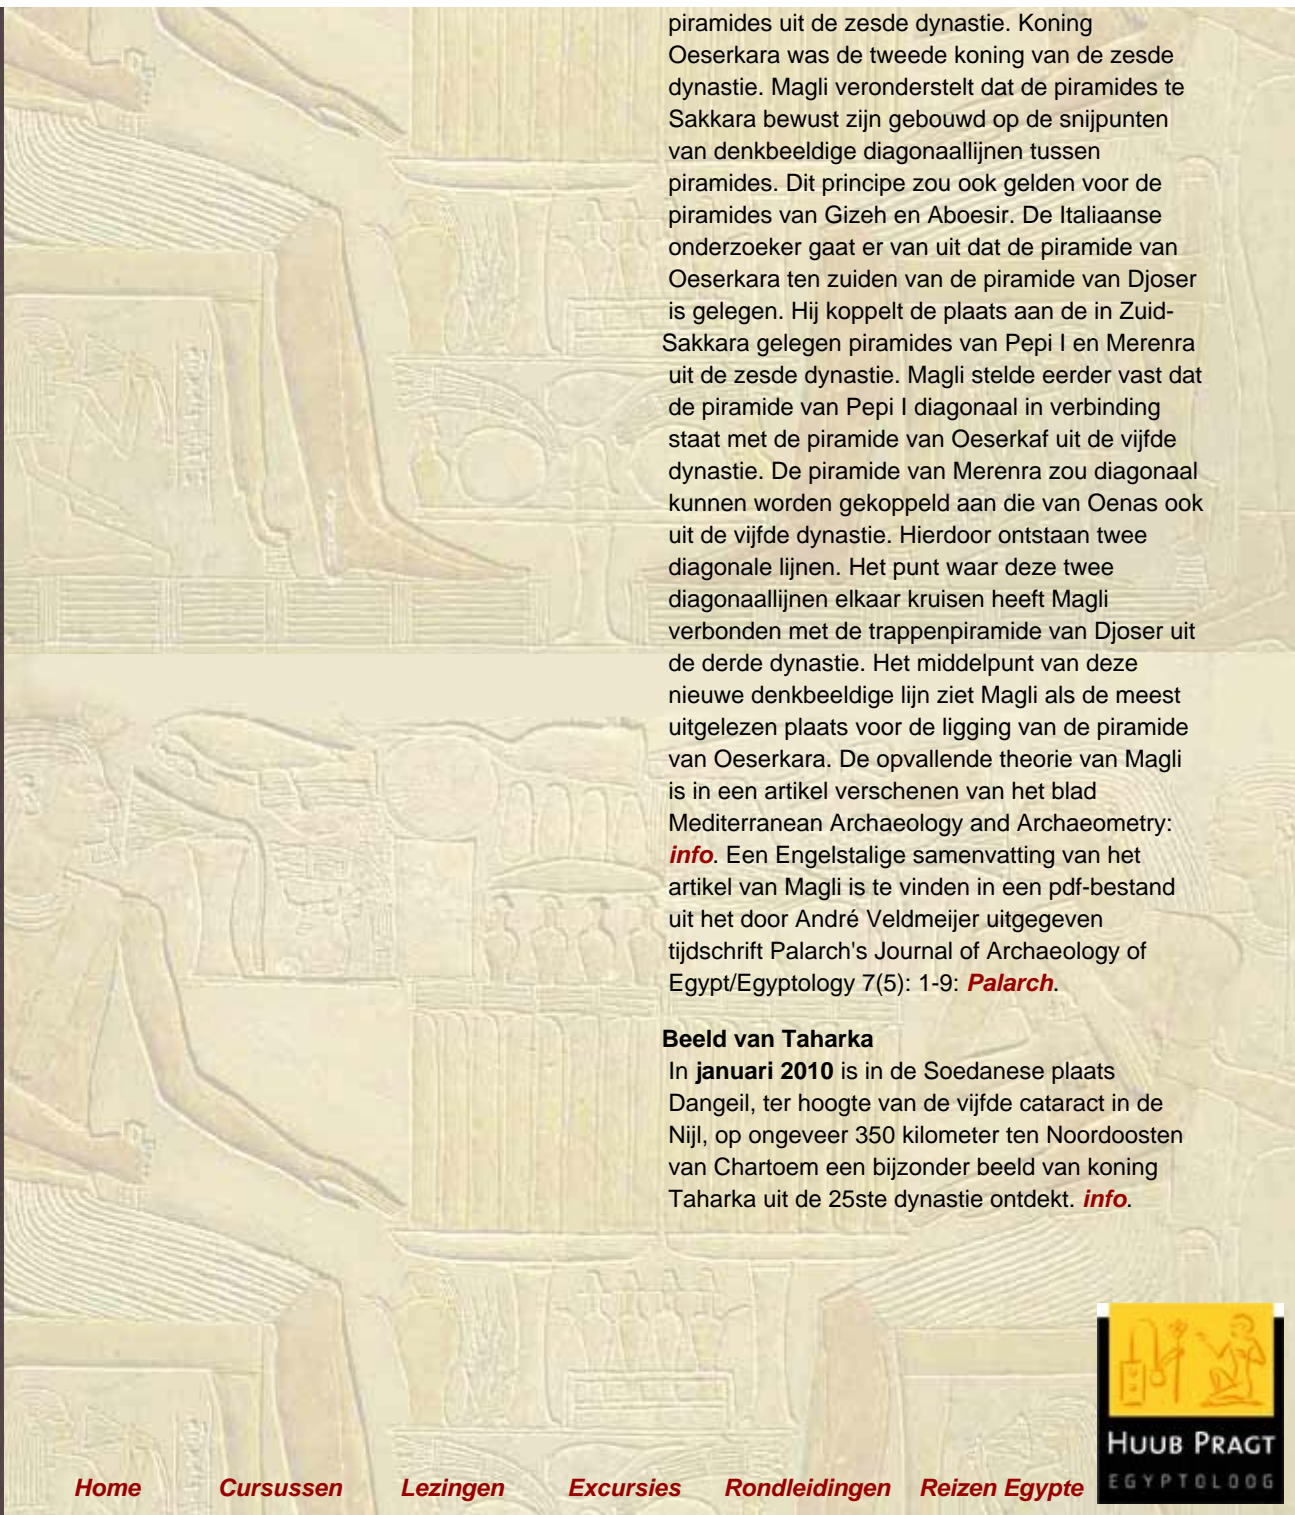 piramides uit de zesde dynastie. Koning
Oeserkara was de tweede koning van de zesde
dynastie. Magli veronderstelt dat de piramides te
Sakkara bewust zijn gebouwd op de snijpunten
van denkbeeldige diagonaallijnen tussen
piramides. Dit principe zou ook gelden voor de
piramides van Gizeh en Aboesir. De Italiaanse
onderzoeker gaat er van uit dat de piramide van
Oeserkara ten zuiden van de piramide van Djoser
is gelegen. Hij koppelt de plaats aan de in Zuid-
Sakkara gelegen piramides van Pepi I en Merenra
uit de zesde dynastie. Magli stelde eerder vast dat
de piramide van Pepi I diagonaal in verbinding
staat met de piramide van Oeserkaf uit de vijfde
dynastie. De piramide van Merenra zou diagonaal
kunnen worden gekoppeld aan die van Oenas ook
uit de vijfde dynastie. Hierdoor ontstaan twee
diagonale lijnen. Het punt waar deze twee
diagonaallijnen elkaar kruisen heeft Magli
verbonden met de trappenpiramide van Djoser uit
de derde dynastie. Het middelpunt van deze
nieuwe denkbeeldige lijn ziet Magli als de meest
uitgelezen plaats voor de ligging van de piramide
van Oeserkara. De opvallende theorie van Magli
is in een artikel verschenen van het blad
Mediterranean Archaeology and Archaeometry:
info. Een Engelstalige samenvatting van het
artikel van Magli is te vinden in een pdf-bestand
uit het door André Veldmeijer uitgegeven
tijdschrift Palarch's Journal of Archaeology of
Egypt/Egyptology 7(5): 1-9: Palarch.
Beeld van Taharka
In januari 2010 is in de Soedanese plaats
Dangeil, ter hoogte van de vijfde cataract in de
Nijl, op ongeveer 350 kilometer ten Noordoosten
van Chartoem een bijzonder beeld van koning
Taharka uit de 25ste dynastie ontdekt. info.
HUUB PRAGT
EGYPTOLOOG
Home Cursussen Lezingen Excursies Rondleidingen Reizen Egypte